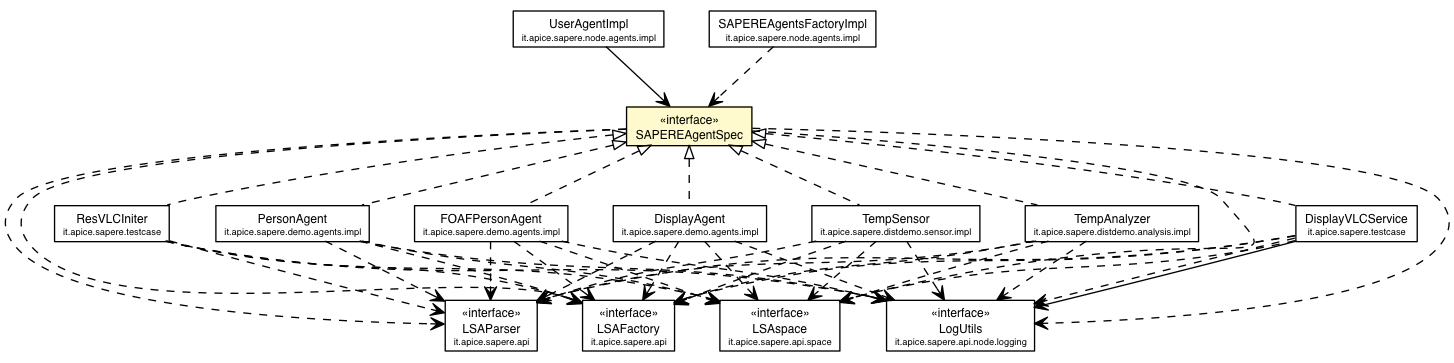 UserAgentImpl
it.apice.sapere.node.agents.impl
SAPEREAgentsFactoryImpl
it.apice.sapere.node.agents.impl
«interface»
SAPEREAgentSpec
ResVLCIniter
it.apice.sapere.testcase
PersonAgent
it.apice.sapere.demo.agents.impl
FOAFPersonAgent
it.apice.sapere.demo.agents.impl
DisplayAgent
it.apice.sapere.demo.agents.impl
TempSensor
it.apice.sapere.distdemo.sensor.impl
TempAnalyzer
it.apice.sapere.distdemo.analysis.impl
DisplayVLCService
it.apice.sapere.testcase
«interface»
LSAParser
it.apice.sapere.api
«interface»
LSAFactory
it.apice.sapere.api
«interface»
LSAspace
it.apice.sapere.api.space
«interface»
LogUtils
it.apice.sapere.api.node.logging